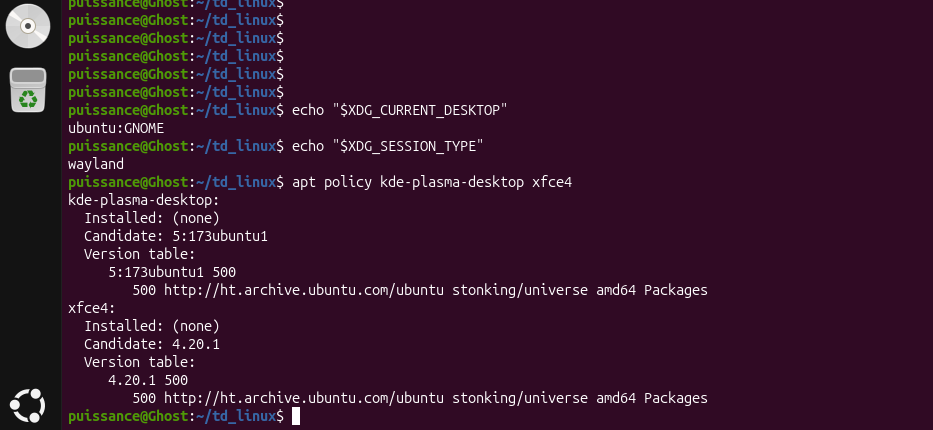 puissance@Ghost:~/td_linux$
puissance@Ghost:~/td_linux$
puissance@Ghost:~/td_linux$
puissance@Ghost:~/td_linux$
puissance@Ghost:~/td_linux$
puissance@Ghost:~/td_linux$
puissance@Ghost:~/td_linux$ echo "$XDG_CURRENT_DESKTOP"
ubuntu:GNOME
puissance@Ghost:~/td_linux$ echo "$XDG_SESSION_TYPE"
wayland
puissance@Ghost:~/td_linux$ apt policy kde-plasma-desktop xfce4
kde-plasma-desktop:
  Installed: (none)
  Candidate: 5:173ubuntu1
  Version table:
     5:173ubuntu1 500
        500 http://ht.archive.ubuntu.com/ubuntu stonking/universe amd64 Packages
xfce4:
  Installed: (none)
  Candidate: 4.20.1
  Version table:
     4.20.1 500
        500 http://ht.archive.ubuntu.com/ubuntu stonking/universe amd64 Packages
puissance@Ghost:~/td_linux$